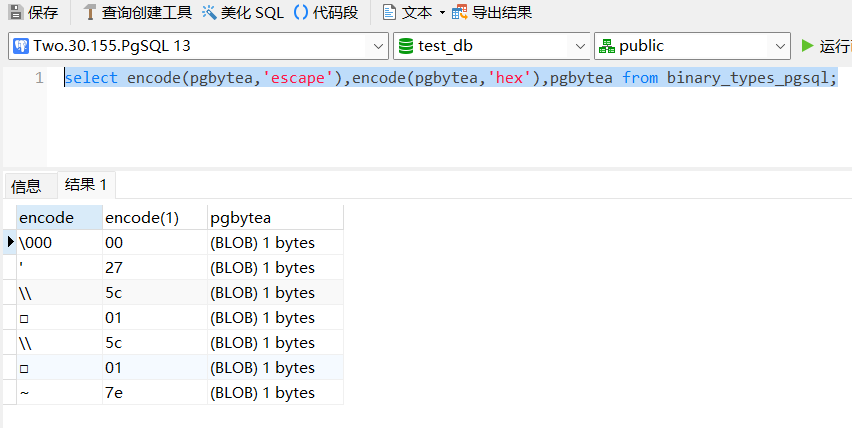 保存 查询创建工具 美化 SQL () 代码段 文本 导出结果
Two.30.155.PgSQL 13 test_db public 运行
1 select encode(pgbytea,'escape'),encode(pgbytea,'hex'),pgbytea from binary_types_pgsql;
信息 结果 1
encode encode(1) pgbytea
\000 00 (BLOB) 1 bytes
' 27 (BLOB) 1 bytes
\\ 5c (BLOB) 1 bytes
□ 01 (BLOB) 1 bytes
\\ 5c (BLOB) 1 bytes
□ 01 (BLOB) 1 bytes
~ 7e (BLOB) 1 bytes